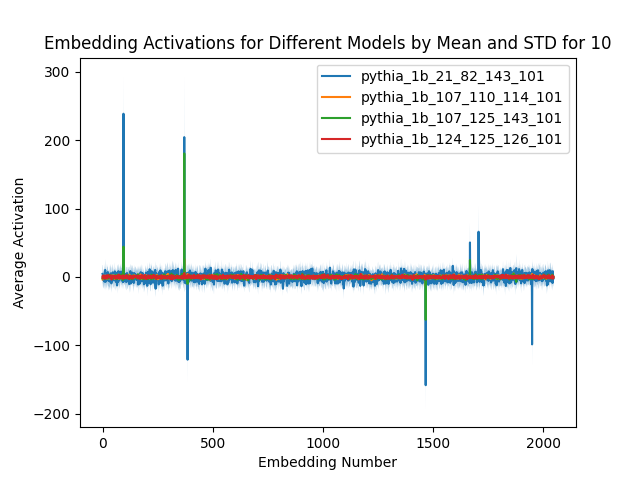 Embedding Activations for Different Models by Mean and STD for 10
pythia_1b_21_82_143_101
pythia_1b_107_110_114_101
pythia_1b_107_125_143_101
pythia_1b_124_125_126_101
Average Activation
300
200
100
0
−100
−200
0 500 1000 1500 2000
Embedding Number